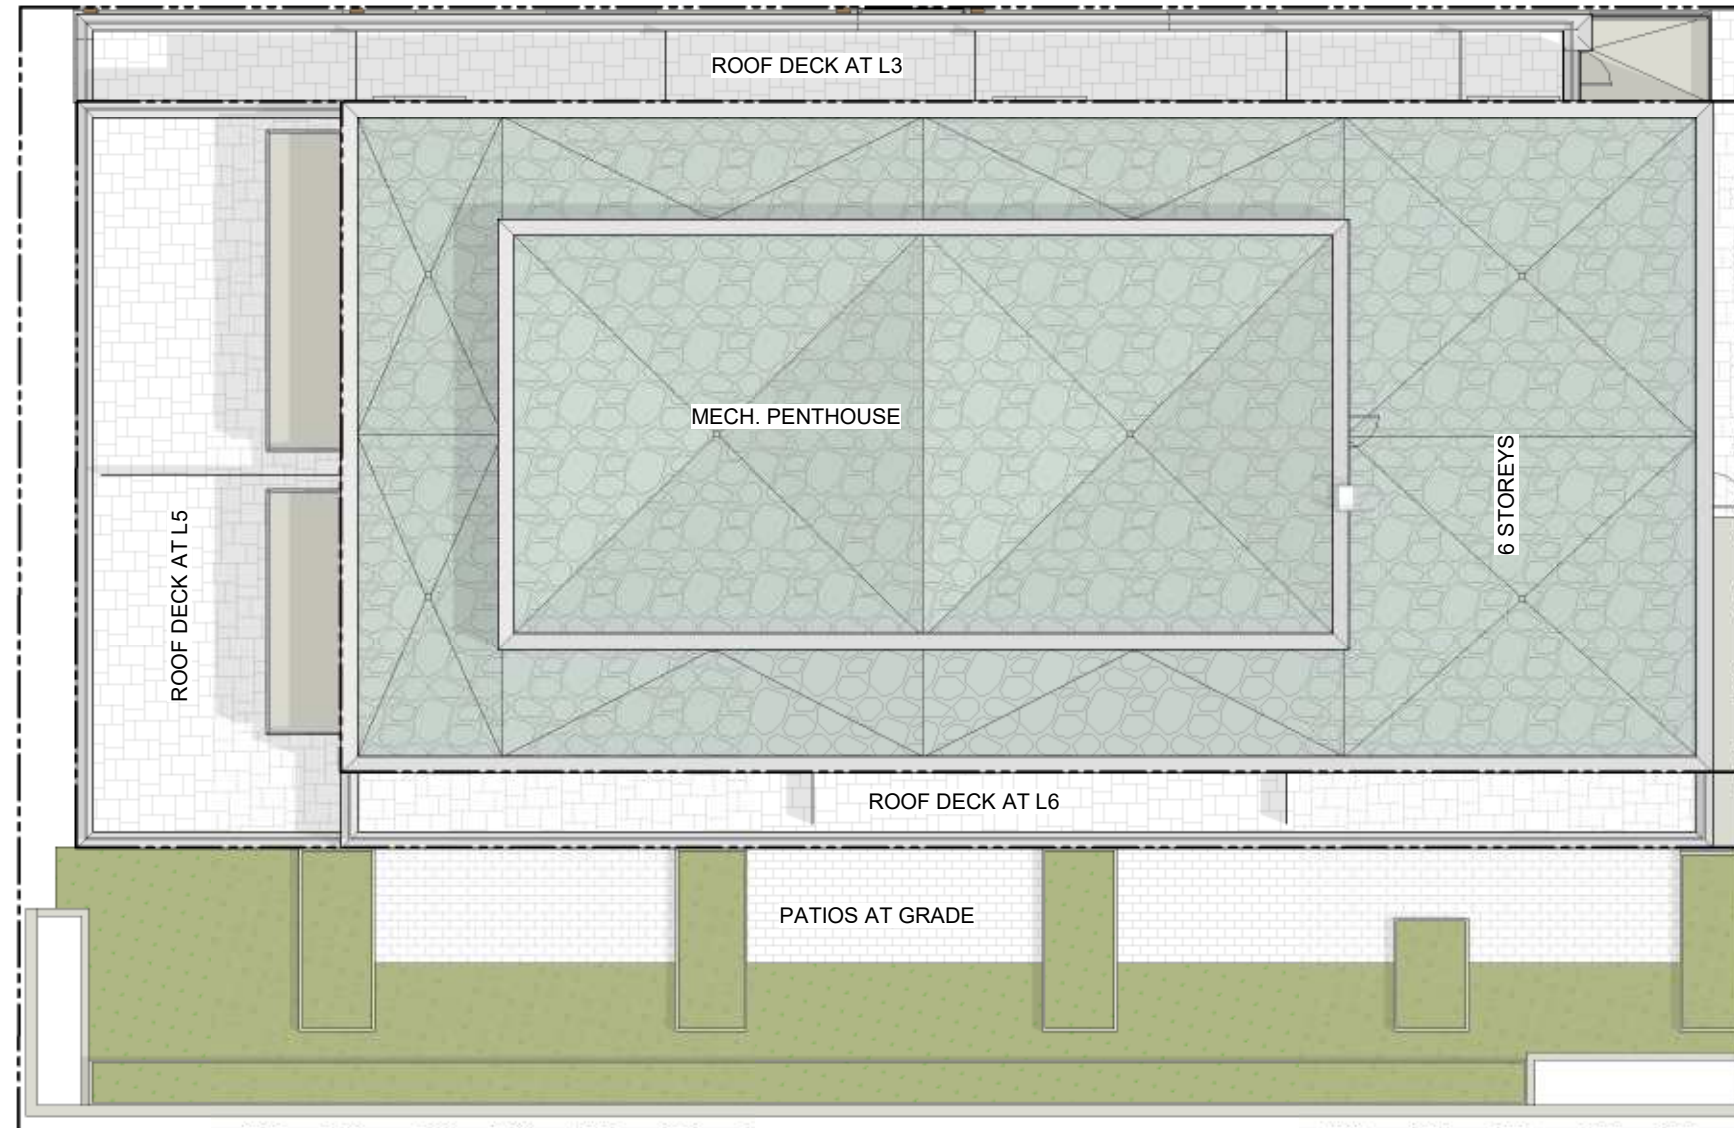 ROOF DECK AT L3
MECH. PENTHOUSE
6 STOREYS
ROOF DECK AT L5
ROOF DECK AT L6
PATIOS AT GRADE